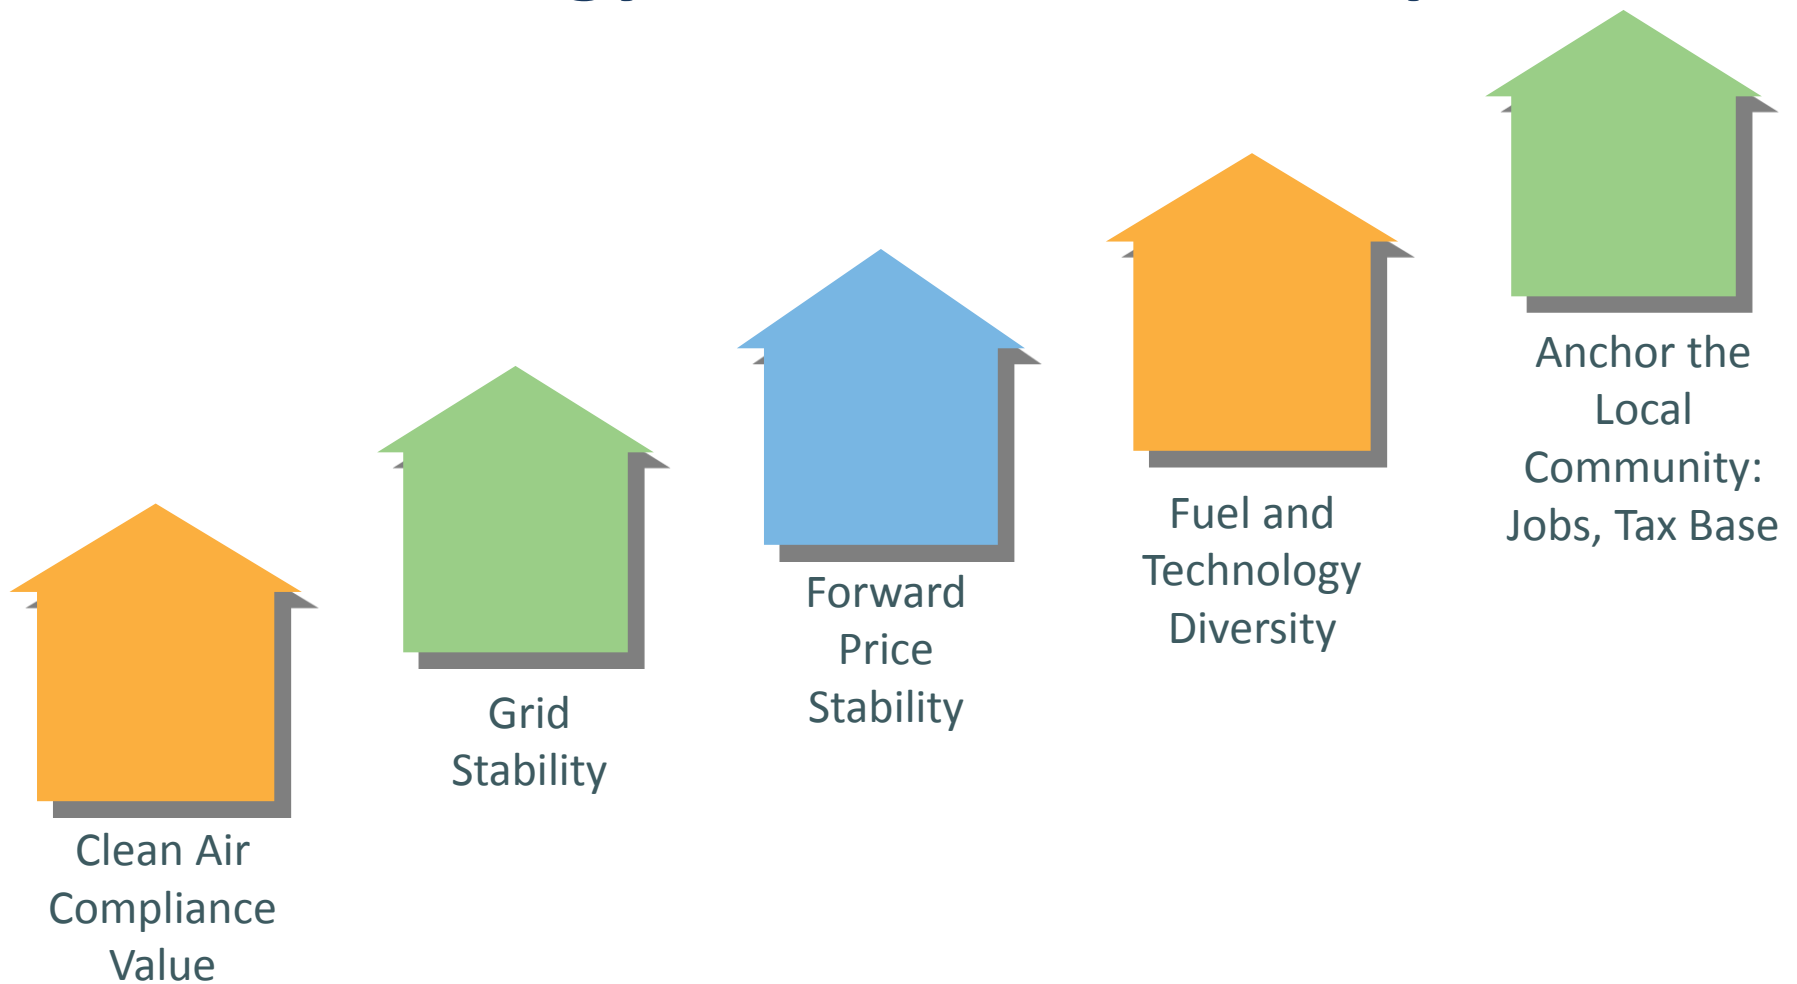 Clean Air
Compliance
Value
Grid
Stability
Forward
Price
Stability
Fuel and
Technology
Diversity
Anchor the
Local
Community:
Jobs, Tax Base